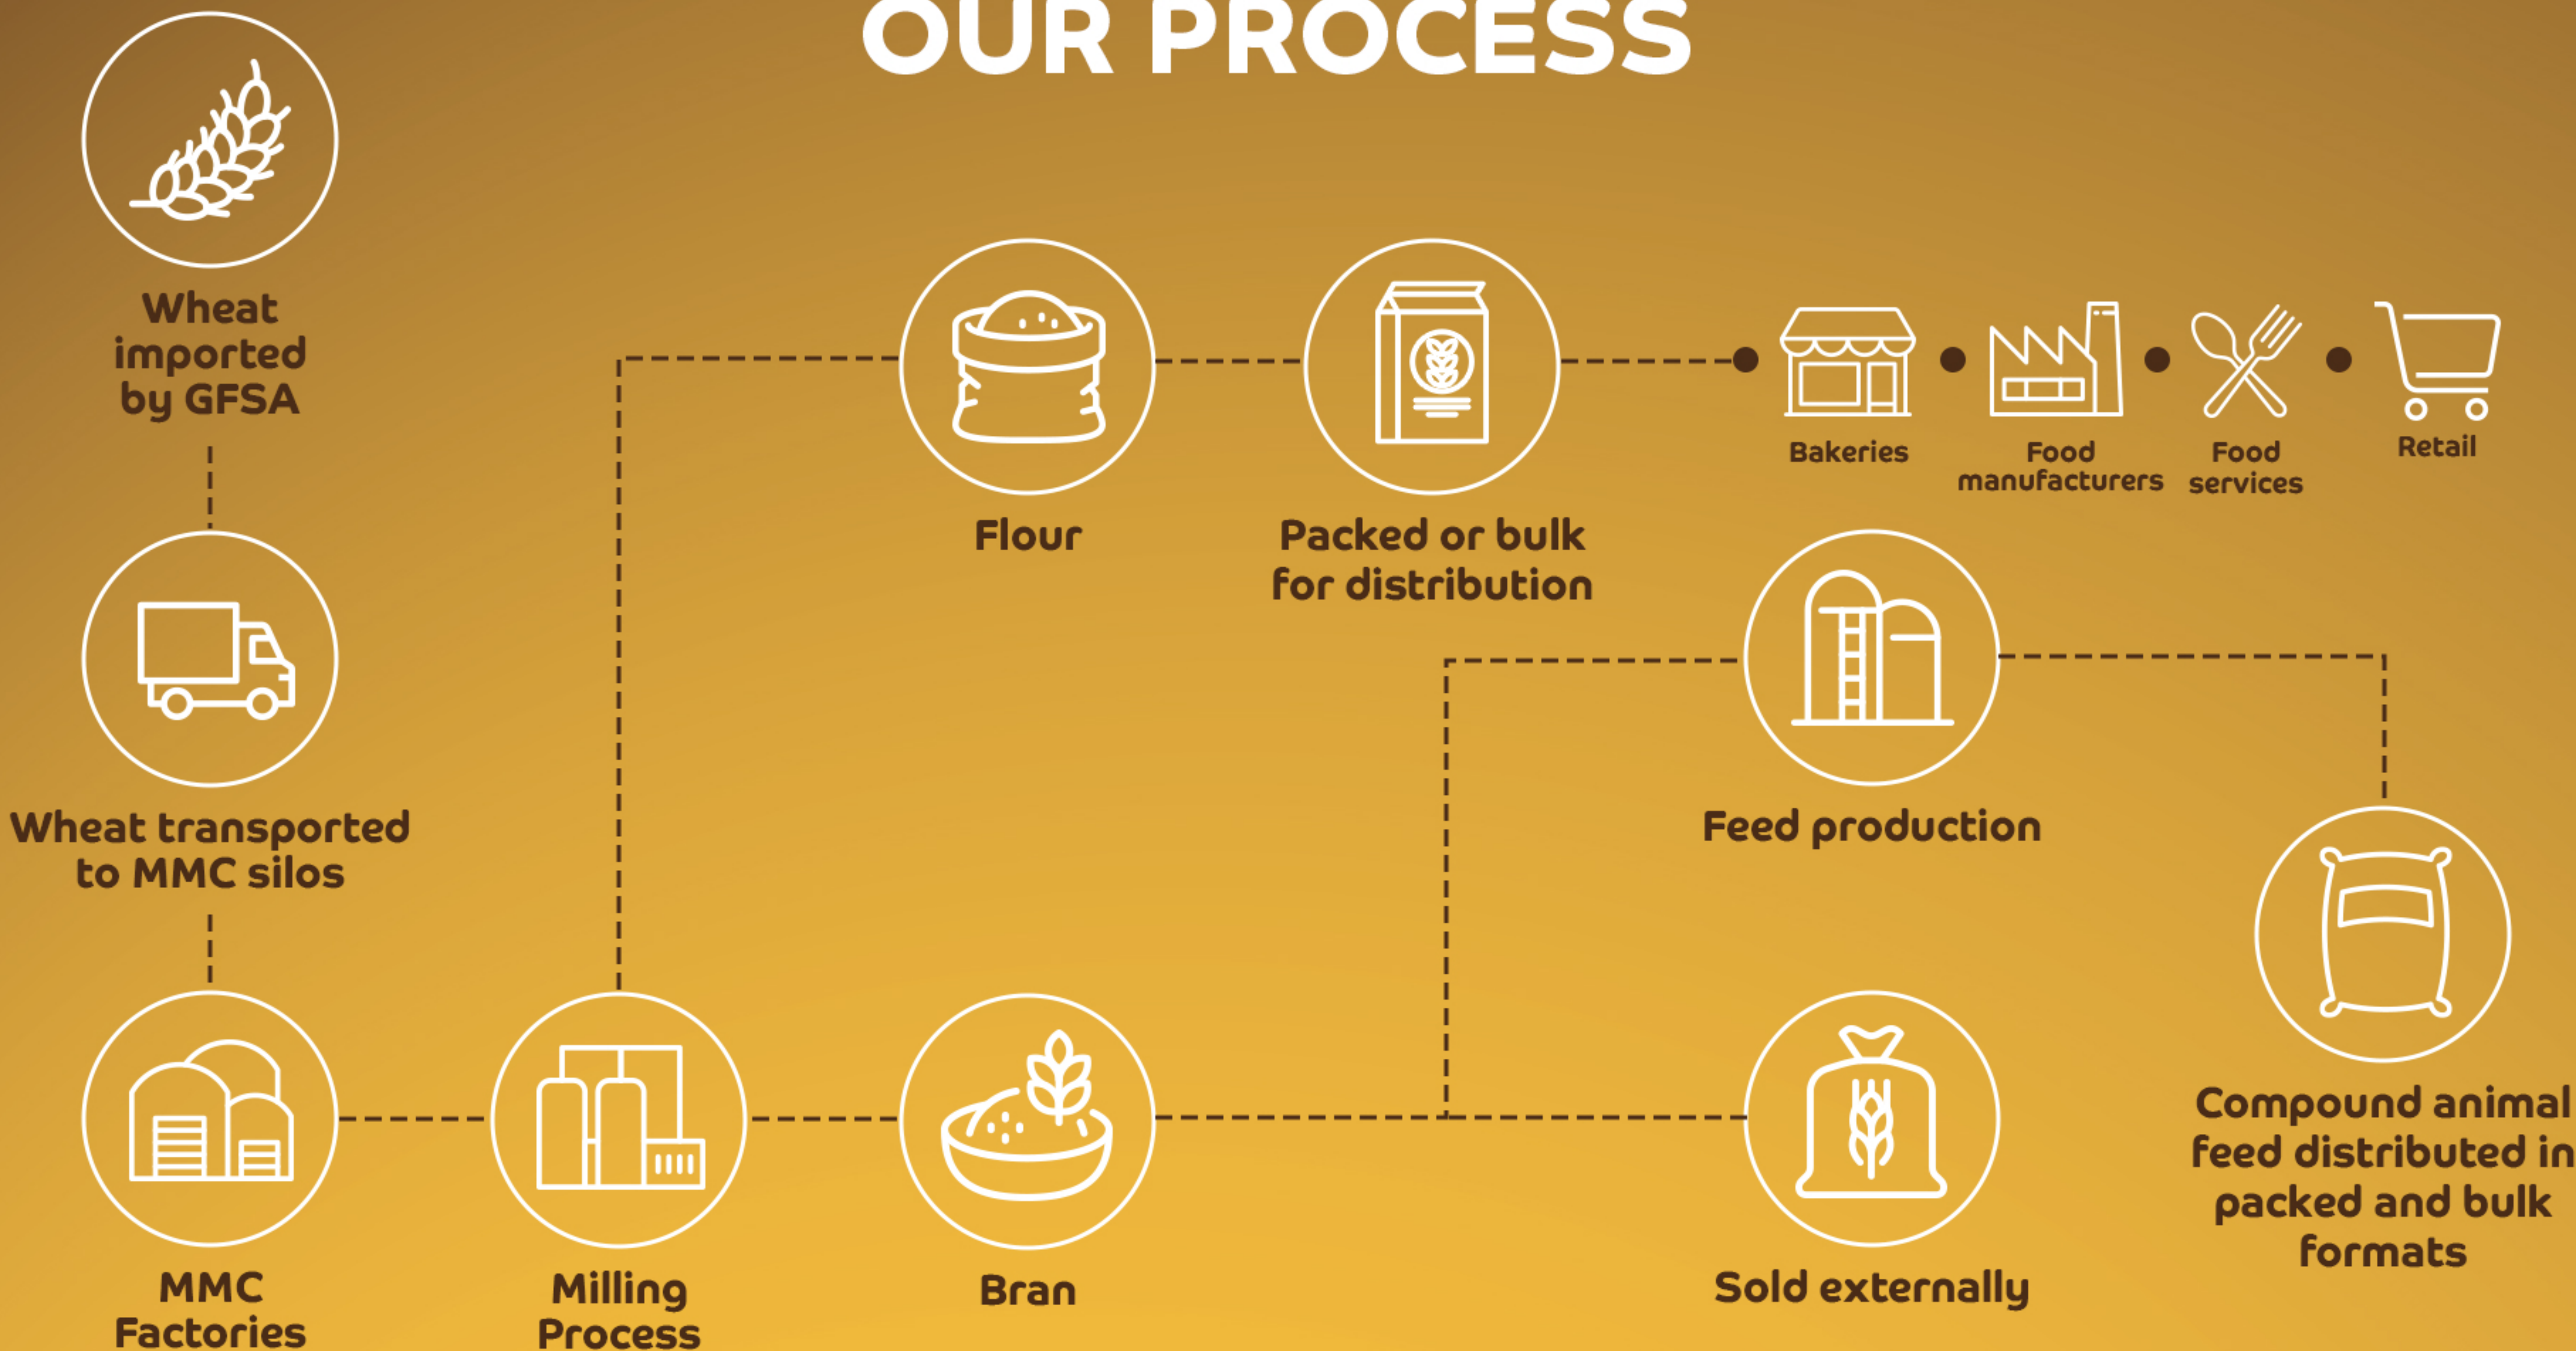 OUR PROCESS
Wheat
imported
by GFSA
Wheat transported
to MMC silos
MMC
Factories
Milling
Process
Flour
Packed or bulk
for distribution
Bakeries
Food
manufacturers
Food
services
Retail
Bran
Feed production
Sold externally
Compound animal
feed distributed in
packed and bulk
formats